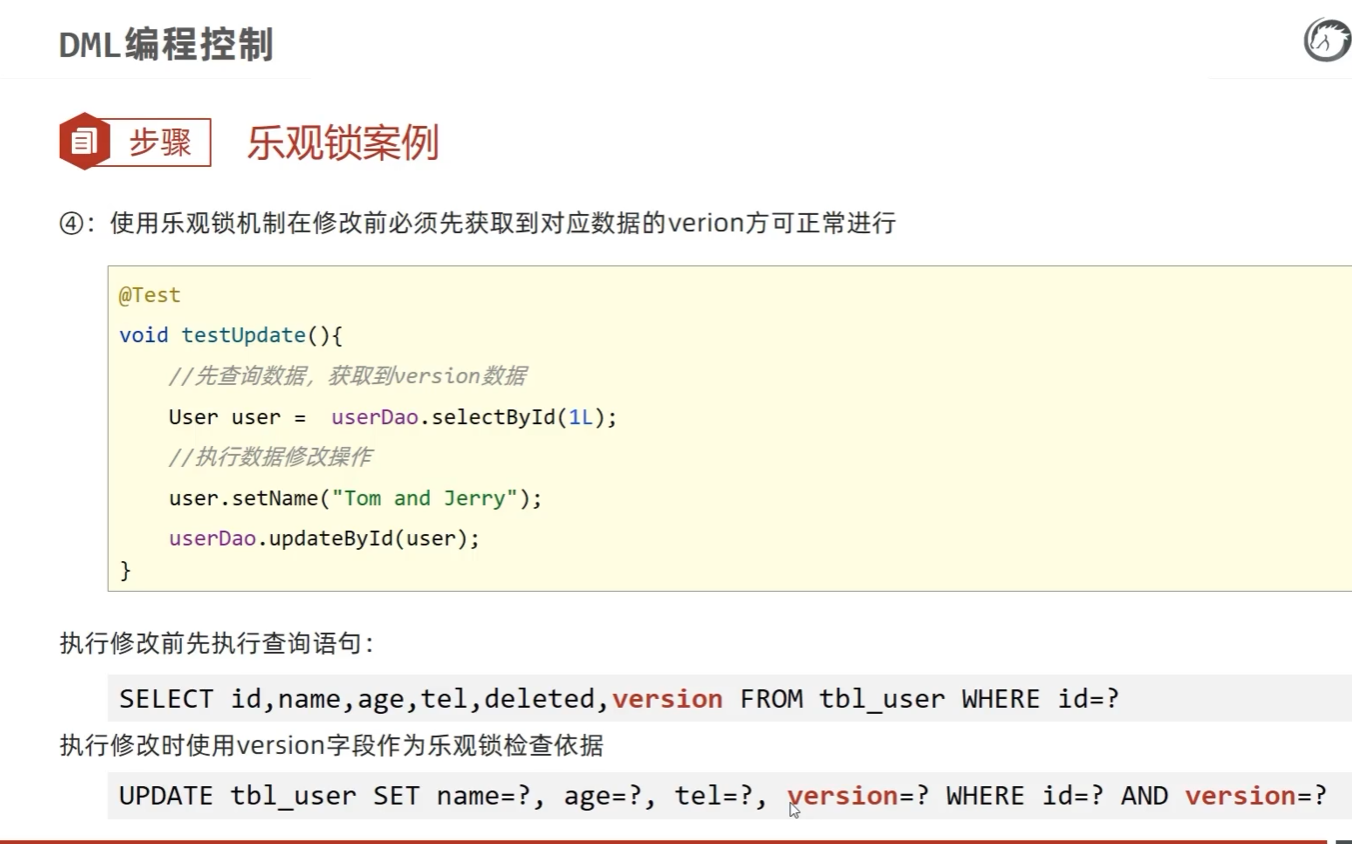 DML编程控制
步骤 乐观锁案例
④：使用乐观锁机制在修改前必须先获取到对应数据的verion方可正常进行
@Test
void testUpdate(){
//先查询数据，获取到version数据
User user =  userDao.selectById(1L);
//执行数据修改操作
user.setName("Tom and Jerry");
userDao.updateById(user);
}
执行修改前先执行查询语句：
SELECT id,name,age,tel,deleted,version FROM tbl_user WHERE id=?
执行修改时使用version字段作为乐观锁检查依据
UPDATE tbl_user SET name=?, age=?, tel=?, version=? WHERE id=? AND version=?